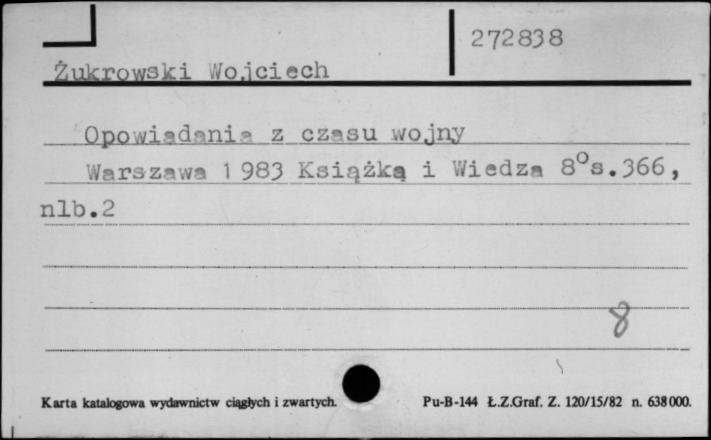 272838
Żukrowski Wojciech
Opowiadania z czasu wojny
Warszawa 1983 Książką i Wiedza 8°s.366,
nlb.2
8
Karta katalogowa wydawnictw ciągłych i zwartych.
Pu-B-144 Ł.Z.Graf. Z. 120/15/82 n. 638000.